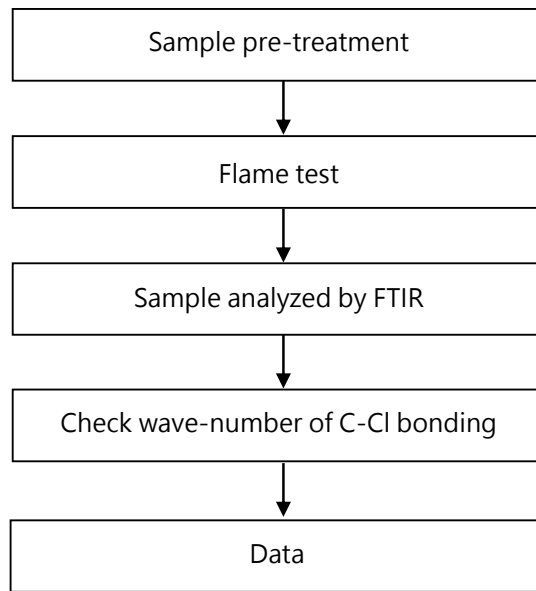 Sample pre-treatment
Flame test
Sample analyzed by FTIR
Check wave-number of C-Cl bonding
Data